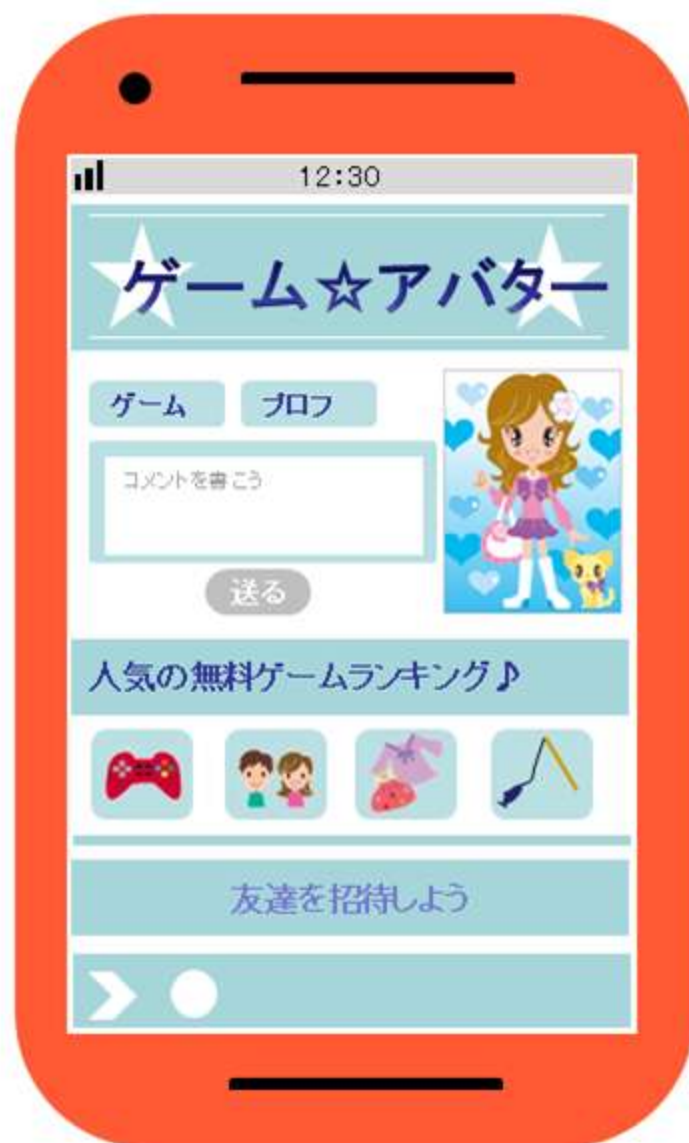 12:30
ゲーム☆アバター
ゲーム プロフ
コメントを書こう
送る
人気の無料ゲームランキング♪
友達を招待しよう